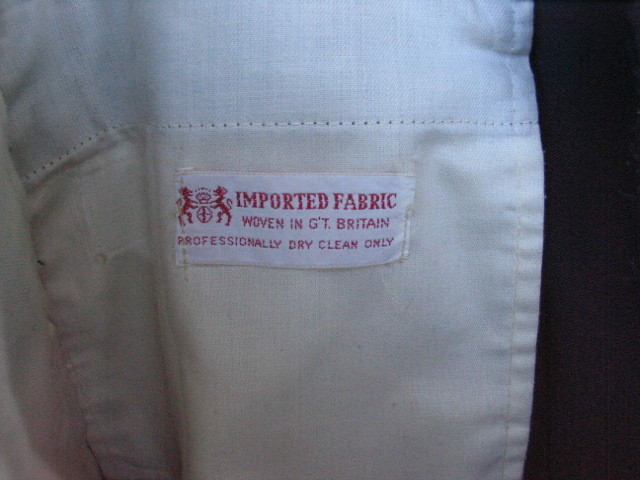 IMPORTED FABRIC
WOVEN IN G'T. BRITAIN
PROFESSIONALLY DRY CLEAN ONLY